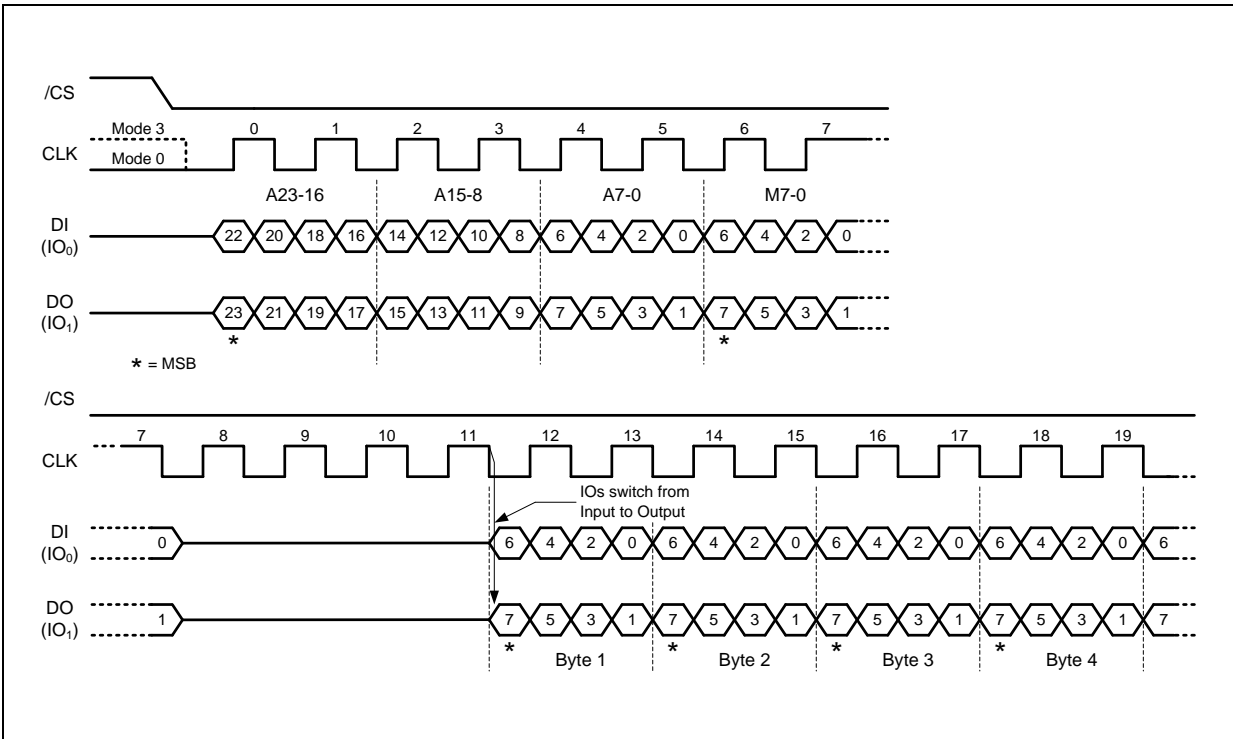 /CS
Mode 3 0 1 2 3 4 5 6 7
CLK
Mode 0
A23-16 A15-8 A7-0 M7-0
DI
(IO₀)
22 20 18 16 14 12 10 8 6 4 2 0 6 4 2 0
DO
(IO₁)
23 21 19 17 15 13 11 9 7 5 3 1 7 5 3 1
* *
* = MSB
/CS
7 8 9 10 11 12 13 14 15 16 17 18 19
CLK
IOs switch from
Input to Output
DI
(IO₀)
0 6 4 2 0 6 4 2 0 6 4 2 0 6 4 2 0 6
DO
(IO₁)
1 7 5 3 1 7 5 3 1 7 5 3 1 7 5 3 1 7
* Byte 1 * Byte 2 * Byte 3 * Byte 4